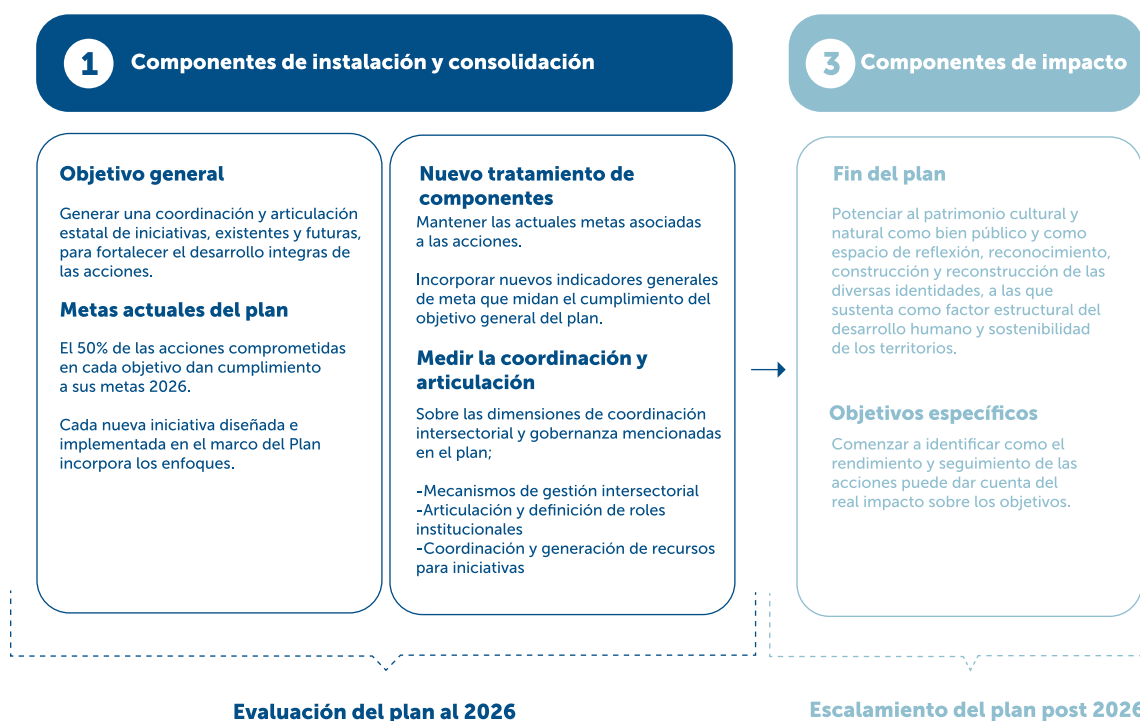 1 Componentes de instalación y consolidación
Objetivo general
Generar una coordinación y articulación
estatal de iniciativas, existentes y futuras,
para fortalecer el desarrollo integras de
las acciones.
Metas actuales del plan
El 50% de las acciones comprometidas
en cada objetivo dan cumplimiento
a sus metas 2026.
Cada nueva iniciativa diseñada e
implementada en el marco del Plan
incorpora los enfoques.
Nuevo tratamiento de
componentes
Mantener las actuales metas asociadas
a las acciones.
Incorporar nuevos indicadores generales
de meta que midan el cumplimiento del
objetivo general del plan.
Medir la coordinación y
articulación
Sobre las dimensiones de coordinación
intersectorial y gobernanza mencionadas
en el plan;
-Mecanismos de gestión intersectorial
-Articulación y definición de roles
institucionales
-Coordinación y generación de recursos
para iniciativas
Evaluación del plan al 2026
3 Componentes de impacto
Fin del plan
Potenciar al patrimonio cultural y
natural como bien público y como
espacio de reflexión, reconocimiento,
construcción y reconstrucción de las
diversas identidades, a las que
sustenta como factor estructural del
desarrollo humano y sostenibilidad
de los territorios.
Objetivos específicos
Comenzar a identificar como el
rendimiento y seguimiento de las
acciones puede dar cuenta del
real impacto sobre los objetivos.
Escalamiento del plan post 2026